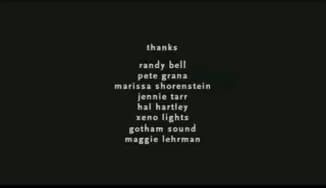 thanks
randy bell
pete grana
marissa shorenstein
jennie tarr
hal hartley
xeno lights
gotham sound
maggie lehrman